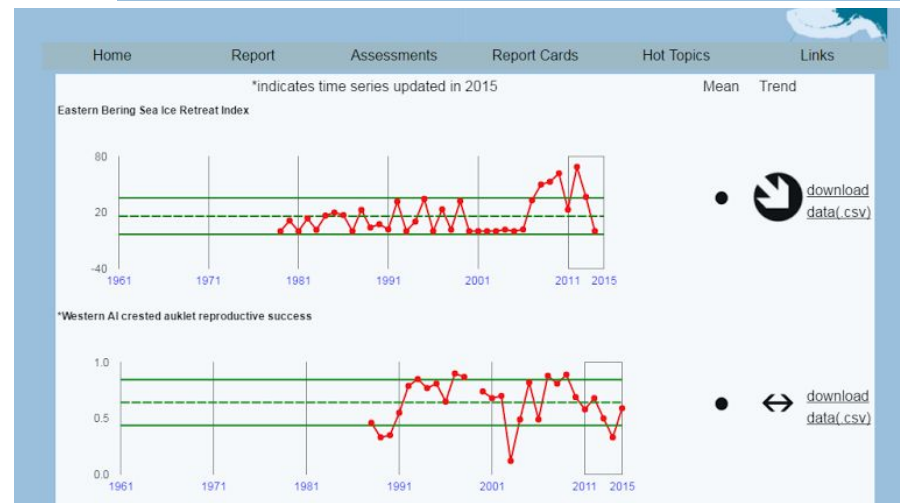 Home Report Assessments Report Cards Hot Topics Links
*indicates time series updated in 2015 Mean Trend
Eastern Bering Sea Ice Retreat Index
80
20
-40
1961 1971 1981 1991 2001 2011 2015
download
data(.csv)
*Western AI crested auklet reproductive success
1.0
0.5
0.0
1961 1971 1981 1991 2001 2011 2015
download
data(.csv)